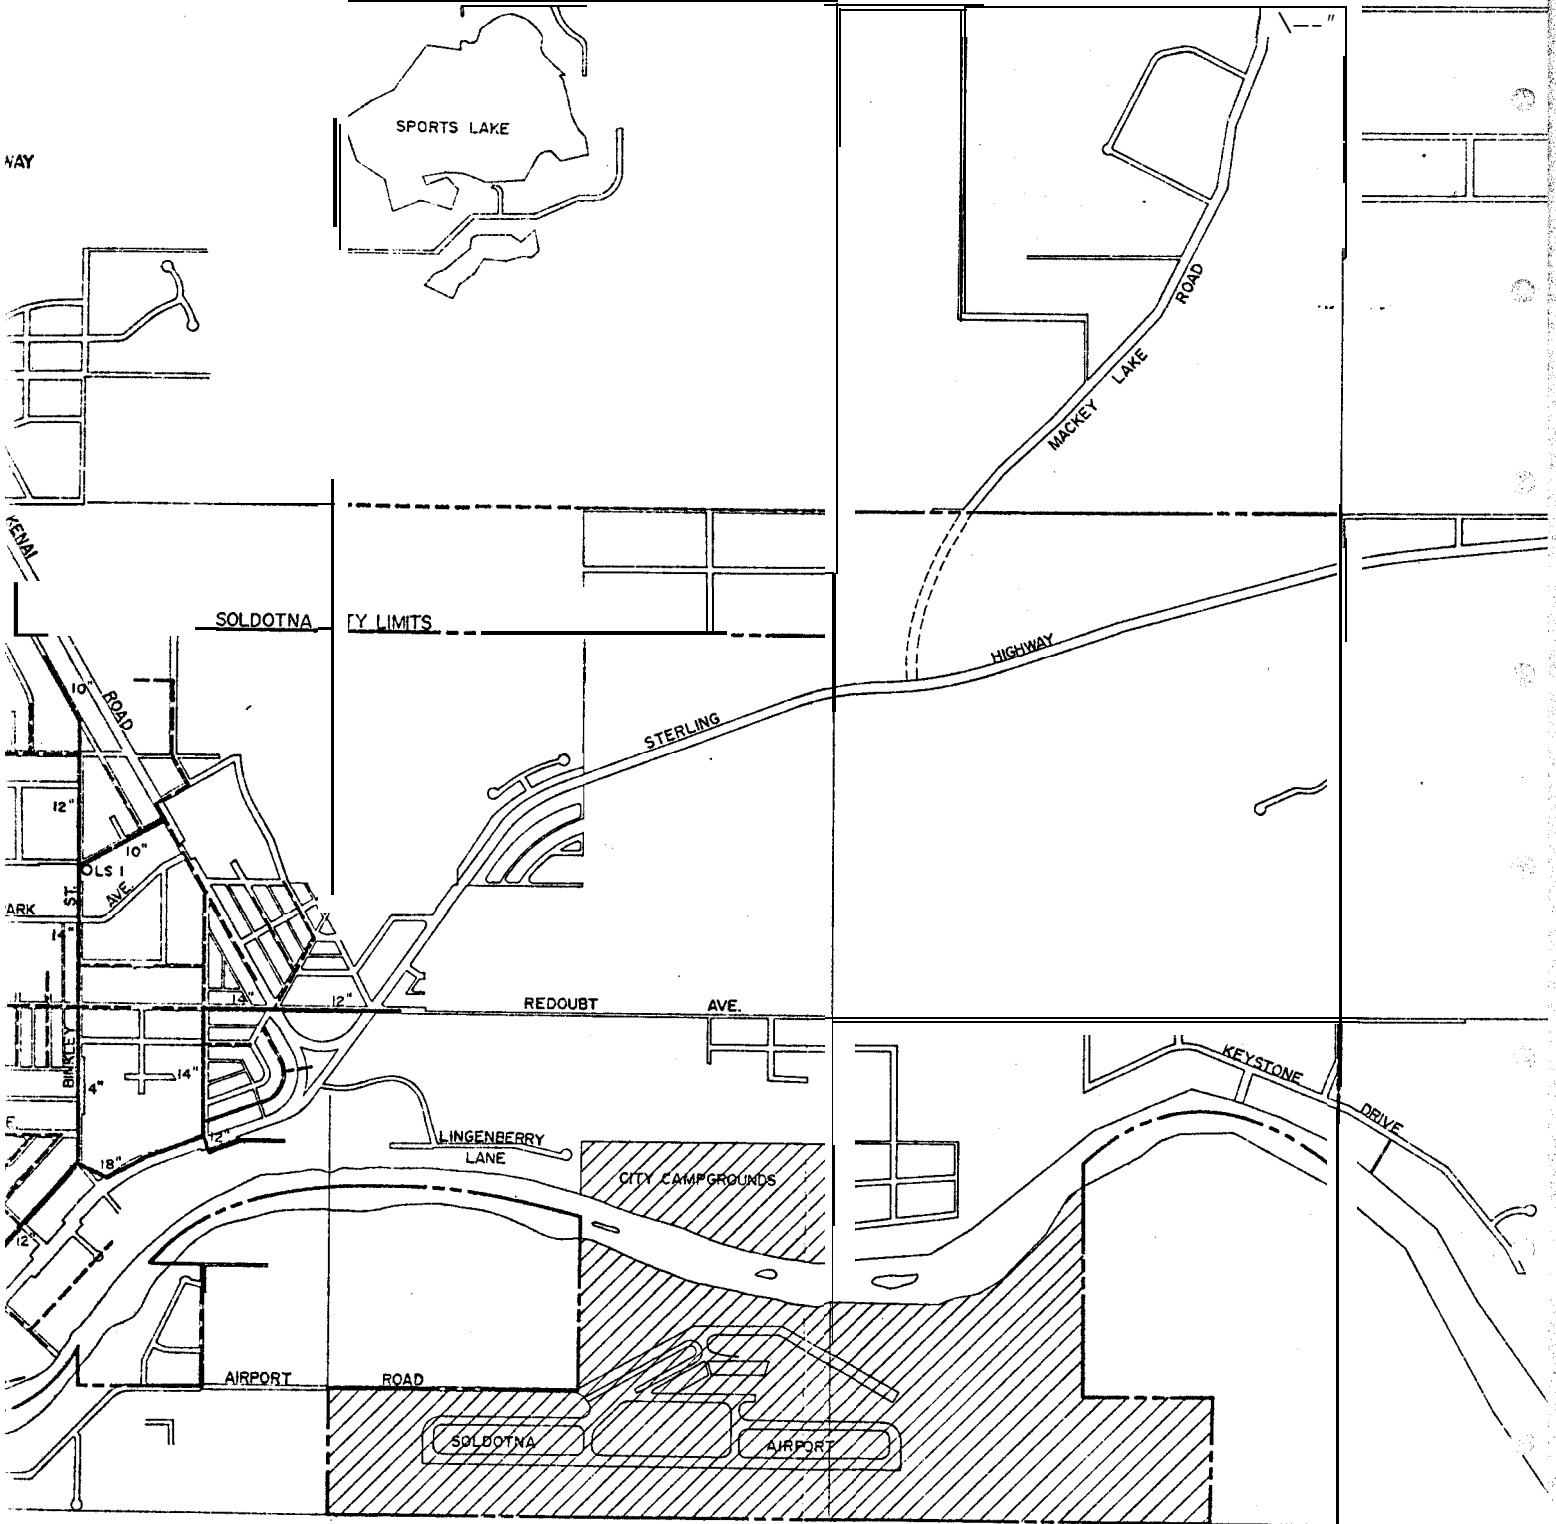 SPORTS LAKE
WAY
MACKEY LAKE ROAD
KENAI
SOLDOTNA TY LIMITS
HIGHWAY
10"
ROAD
STERLING
12"
10"
OLS 1
ST.
AVE.
ARK
14"
14"
12"
REDOUBT AVE.
BINKLEY
14"
4"
KEYSTONE
DRIVE
E.
12"
LINGENBERRY
LANE
18"
CITY CAMPGROUNDS
12"
AIRPORT ROAD
SOLDOTNA AIRPORT